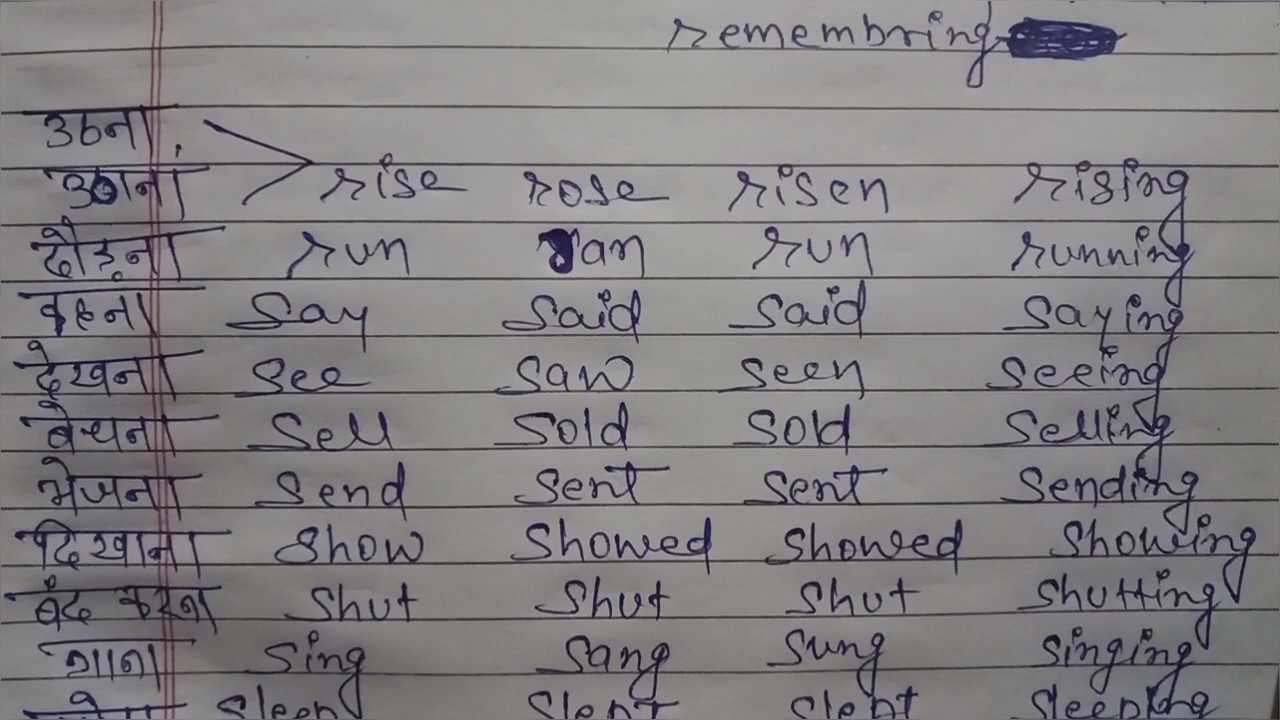 remembring
उठना,
उठाना rise rose risen rising
दौड़ना run ran run running
कहना say said said saying
देखना see saw seen seeing
बेचना sell sold sold selling
भेजना send sent sent sending
दिखाना show showed showed showing
बंद करना shut shut shut shutting
गाना sing sang sung singing
sleep slept slept sleeping